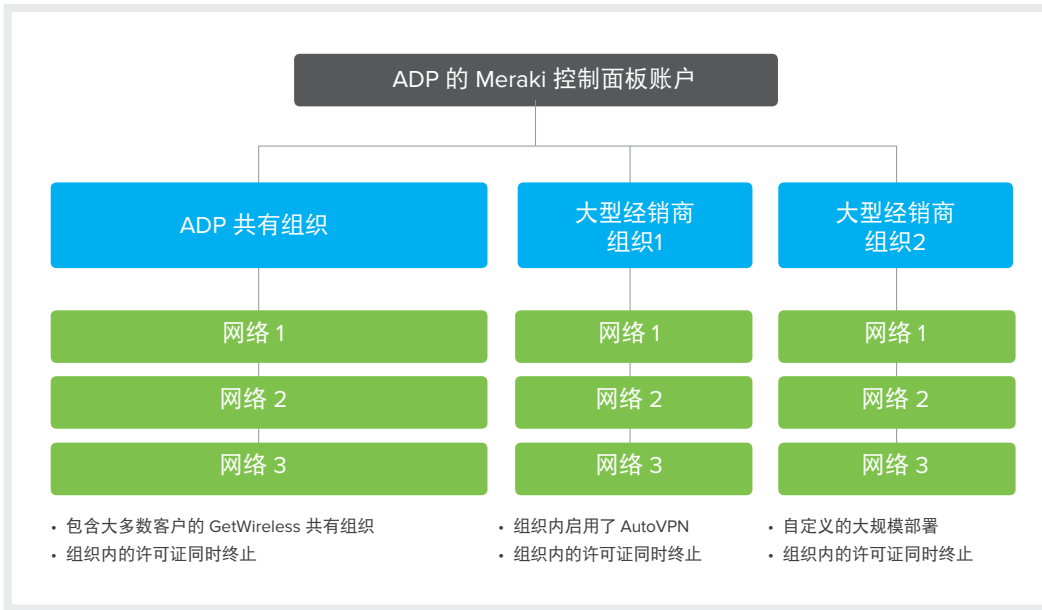 ADP 的 Meraki 控制面板账户
ADP 共有组织
大型经销商
组织1
大型经销商
组织2
网络 1
网络 1
网络 1
网络 2
网络 2
网络 2
网络 3
网络 3
网络 3
• 包含大多数客户的 GetWireless 共有组织
• 组织内的许可证同时终止
• 组织内启用了 AutoVPN
• 组织内的许可证同时终止
• 自定义的大规模部署
• 组织内的许可证同时终止